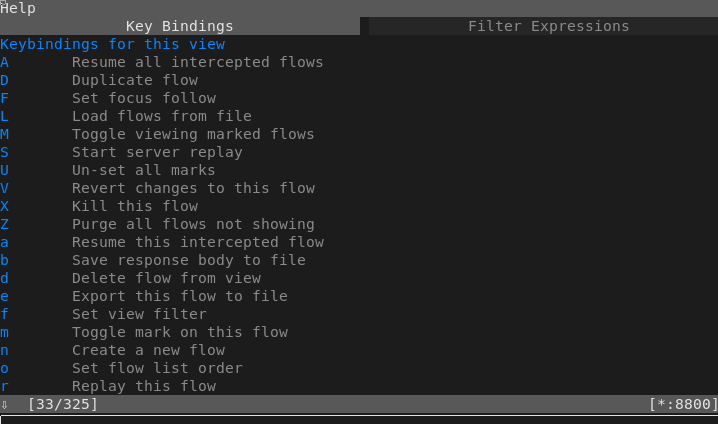 Help
Key Bindings Filter Expressions
Keybindings for this view
A Resume all intercepted flows
D Duplicate flow
F Set focus follow
L Load flows from file
M Toggle viewing marked flows
S Start server replay
U Un-set all marks
V Revert changes to this flow
X Kill this flow
Z Purge all flows not showing
a Resume this intercepted flow
b Save response body to file
d Delete flow from view
e Export this flow to file
f Set view filter
m Toggle mark on this flow
n Create a new flow
o Set flow list order
r Replay this flow
⇩ [33/325] [*:8800]